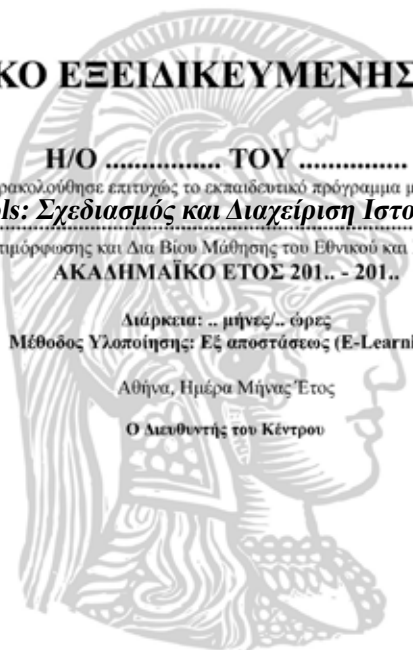 ΚΟ ΕΞΕΙΔΙΚΕΥΜΕΝΗΣ
Η/Ο ................ ΤΟΥ ...............
ρακολούθησε επιτυχώς το εκπαιδευτικό πρόγραμμα μ
ols: Σχεδιασμός και Διαχείριση Ιστο
τιμόρφωσης και Δια Βίου Μάθησης του Εθνικού και
ΑΚΑΔΗΜΑΪΚΟ ΕΤΟΣ 201.. - 201..
Διάρκεια: .. μήνες/.. ώρες
Μέθοδος Υλοποίησης: Εξ αποστάσεως (E-Learni
Αθήνα, Ημέρα Μήνας Έτος
Ο Διευθυντής του Κέντρου